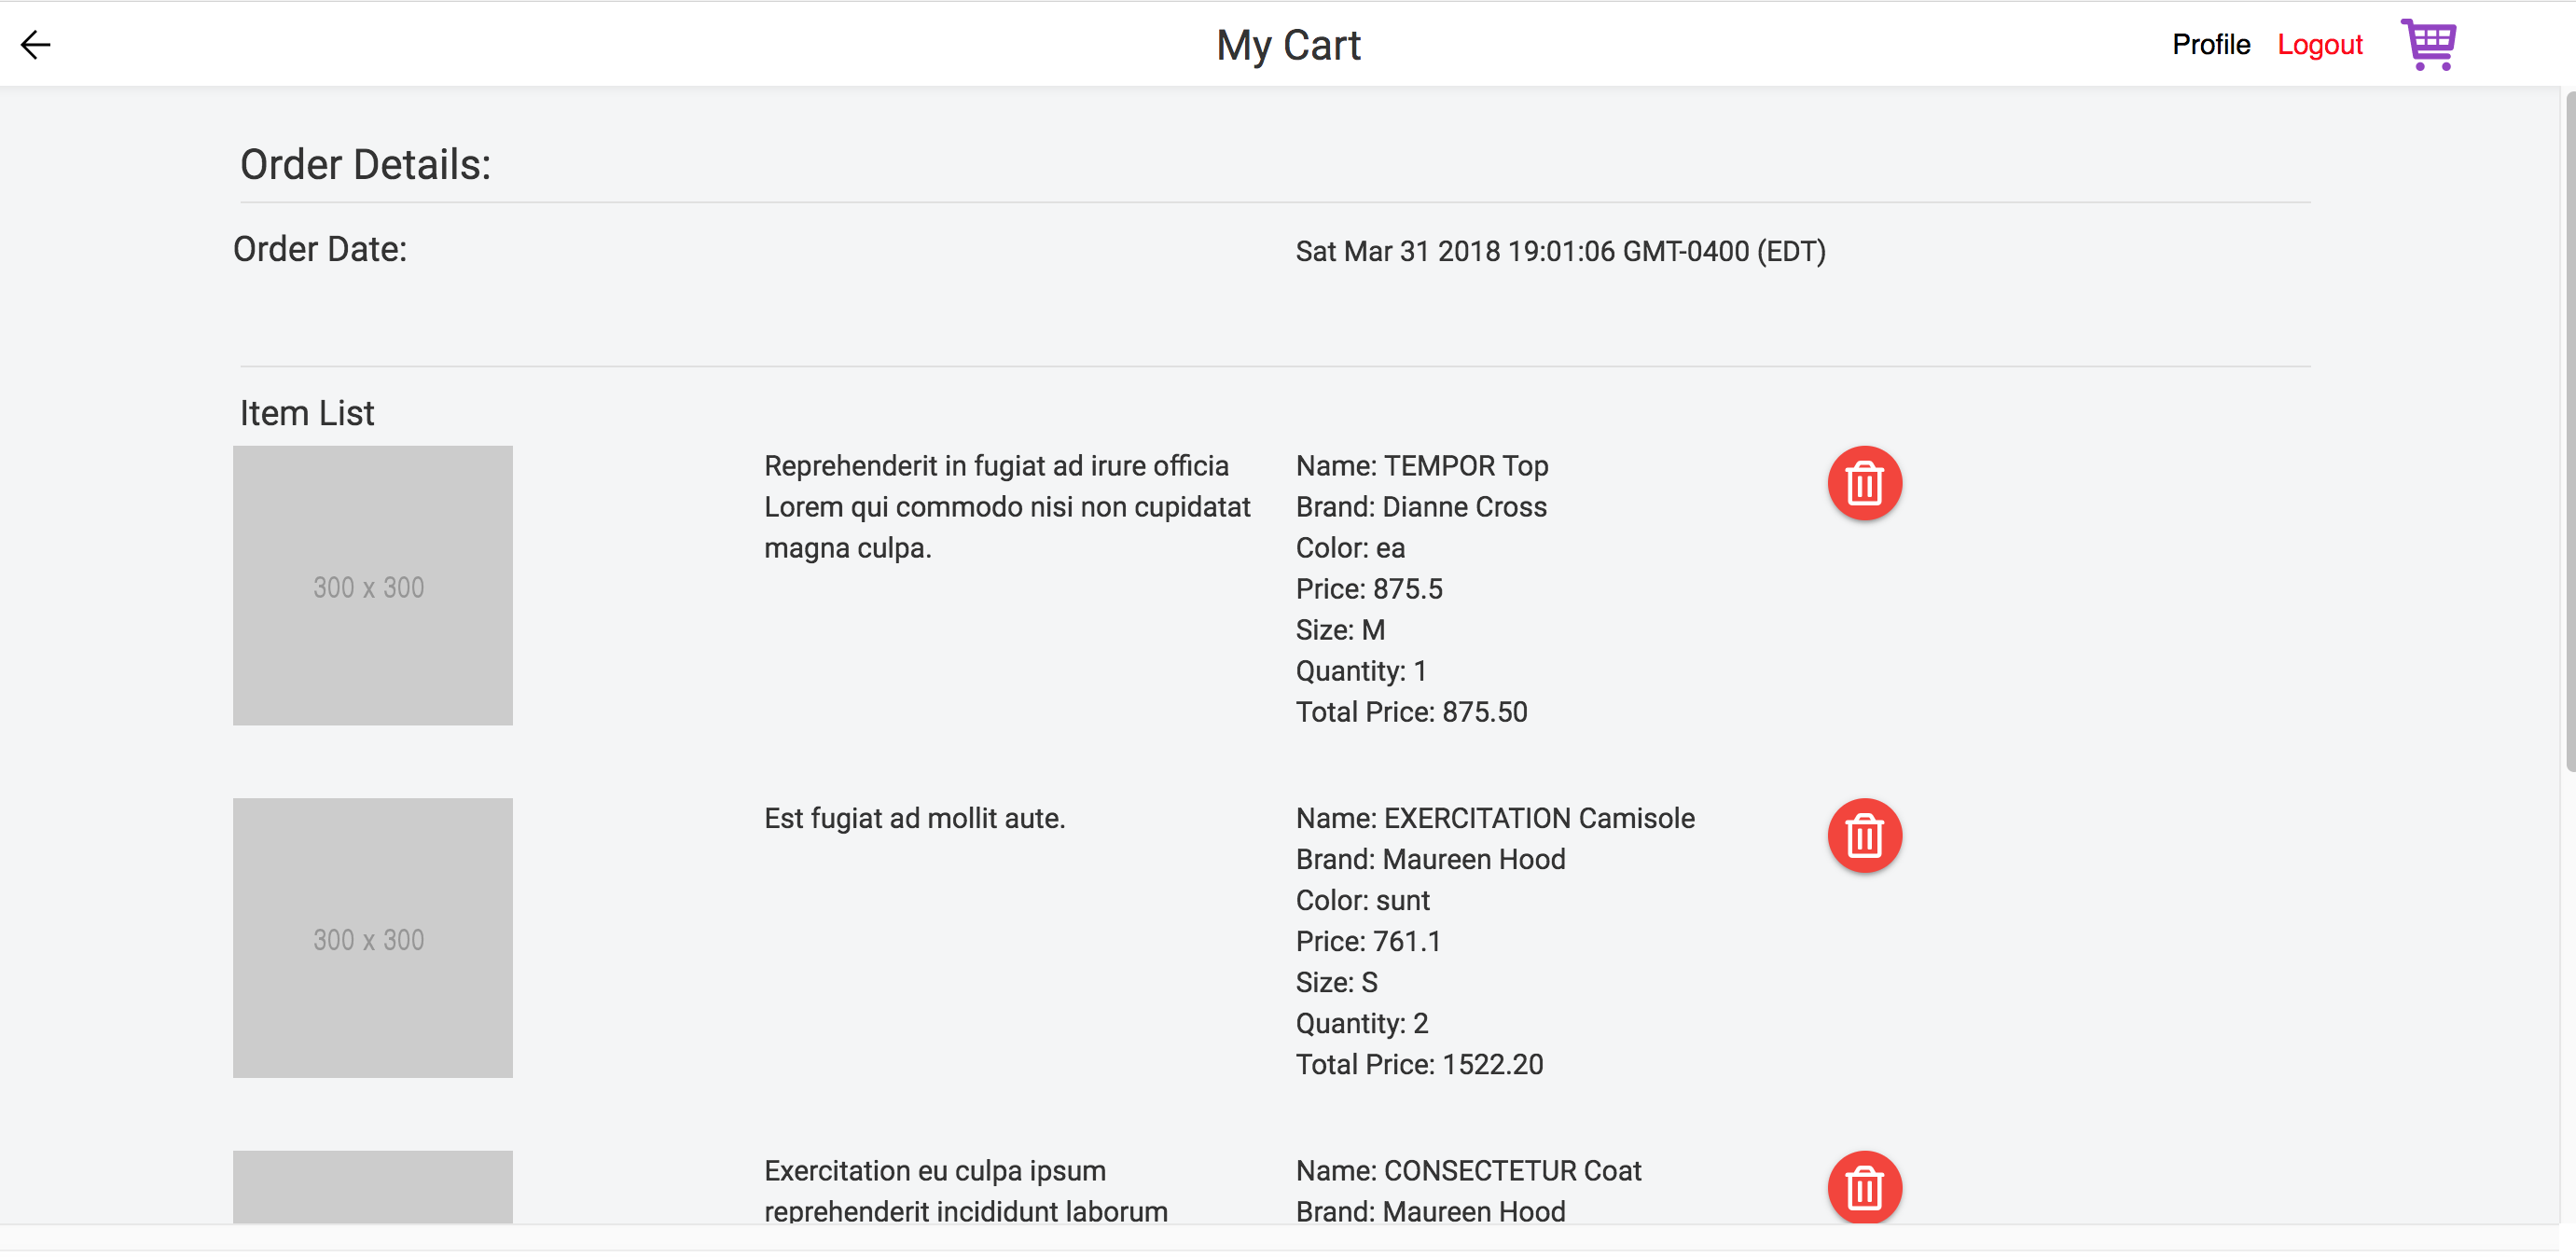 My Cart
Profile Logout
Order Details:
Order Date:
Sat Mar 31 2018 19:01:06 GMT-0400 (EDT)
Item List
300 x 300
Reprehenderit in fugiat ad irure officia
Lorem qui commodo nisi non cupidatat
magna culpa.
Name: TEMPOR Top
Brand: Dianne Cross
Color: ea
Price: 875.5
Size: M
Quantity: 1
Total Price: 875.50
300 x 300
Est fugiat ad mollit aute.
Name: EXERCITATION Camisole
Brand: Maureen Hood
Color: sunt
Price: 761.1
Size: S
Quantity: 2
Total Price: 1522.20
Exercitation eu culpa ipsum
reprehenderit incididunt laborum
Name: CONSECTETUR Coat
Brand: Maureen Hood